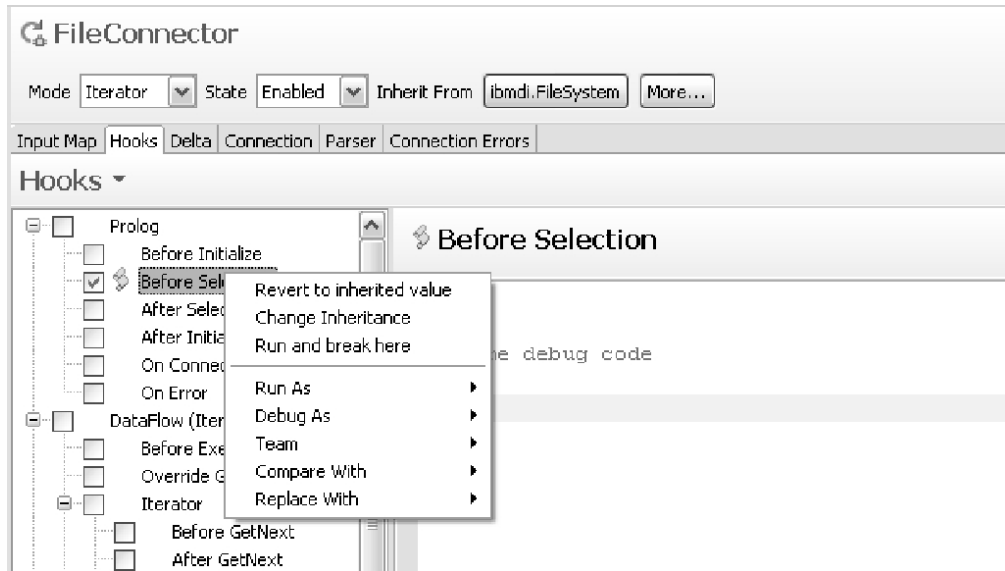 FileConnector
Mode Iterator State Enabled Inherit From ibmdi.FileSystem More...
Input Map Hooks Delta Connection Parser Connection Errors
Hooks
Prolog
Before Initialize
Before Sel
After Selec
After Initia
On Connec
On Error
DataFlow (Iter
Before Exe
Override G
Iterator
Before GetNext
After GetNext
Revert to inherited value
Change Inheritance
Run and break here
Run As
Debug As
Team
Compare With
Replace With
Before Selection
debug code